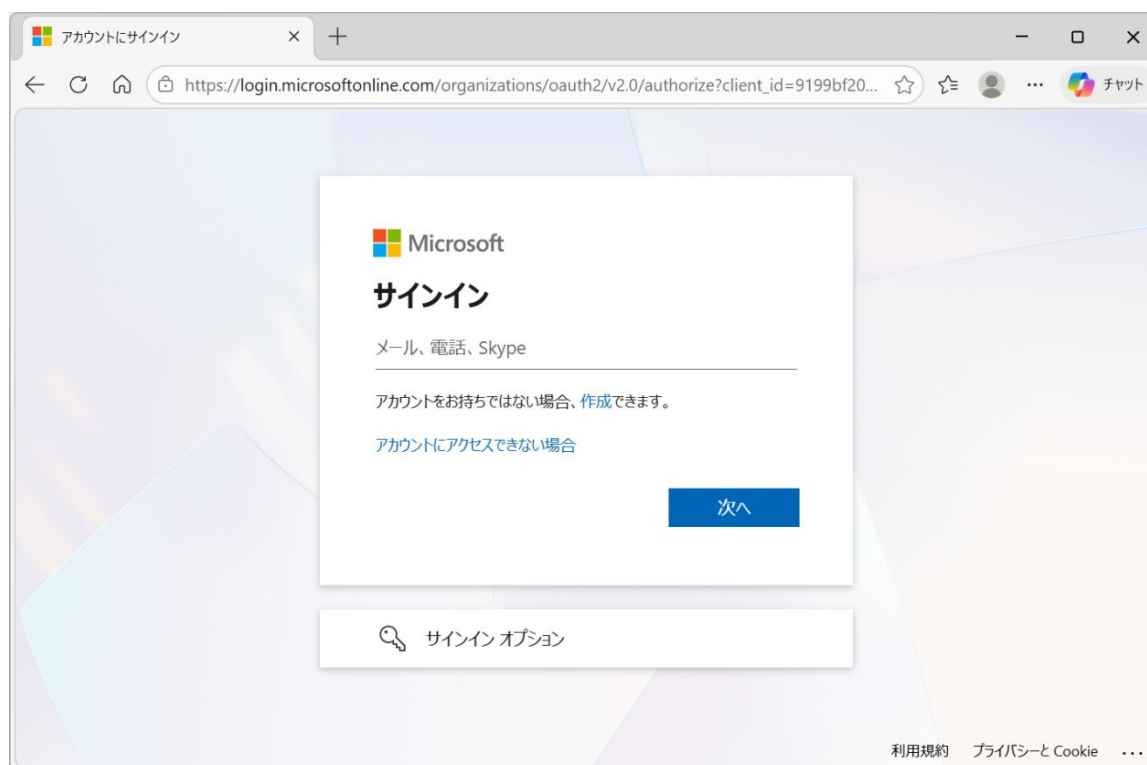 アカウントにサインイン
https://login.microsoftonline.com/organizations/oauth2/v2.0/authorize?client_id=9199bf20...
チャット
Microsoft
サインイン
メール、電話、Skype
アカウントをお持ちではない場合、作成できます。
アカウントにアクセスできない場合
次へ
サインイン オプション
利用規約 プライバシーと Cookie ...